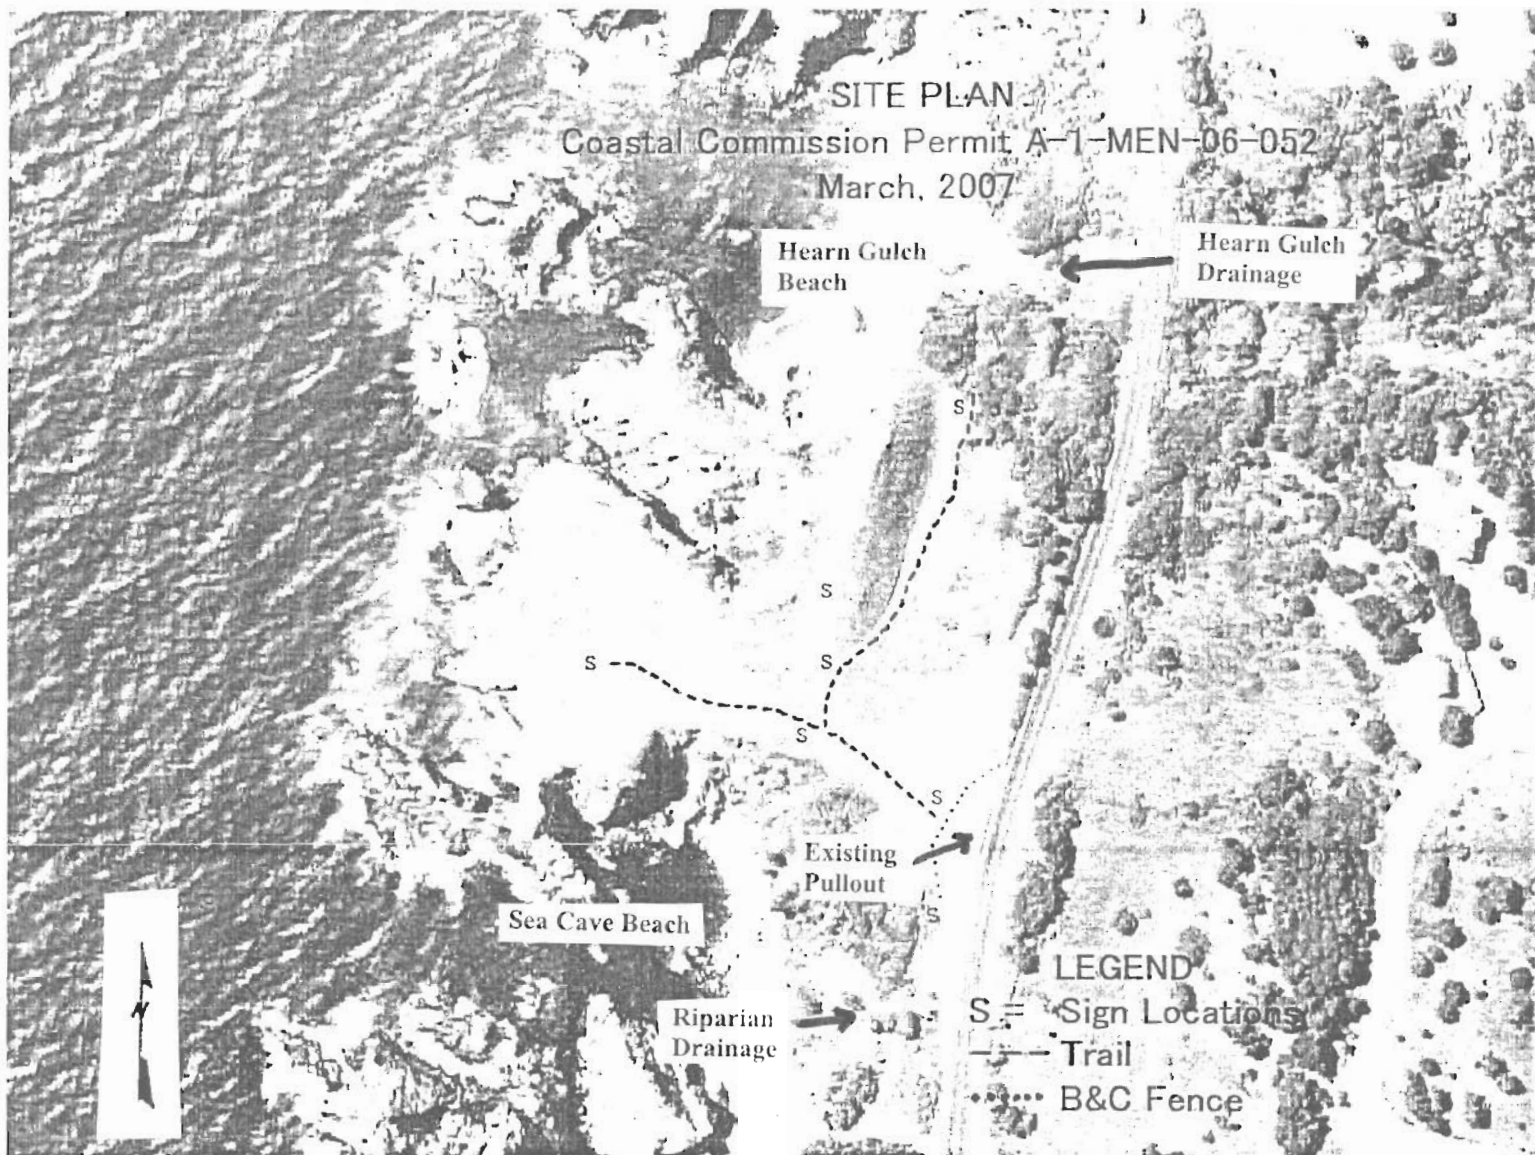 SITE PLAN
Coastal Commission Permit A-1-MEN-06-052
March, 2007
Hearn Gulch
Beach
Hearn Gulch
Drainage
S
S
S
S
S
S
Existing
Pullout
S
Sea Cave Beach
N
Riparian
Drainage
LEGEND
S = Sign Locations
Trail
B&C Fence